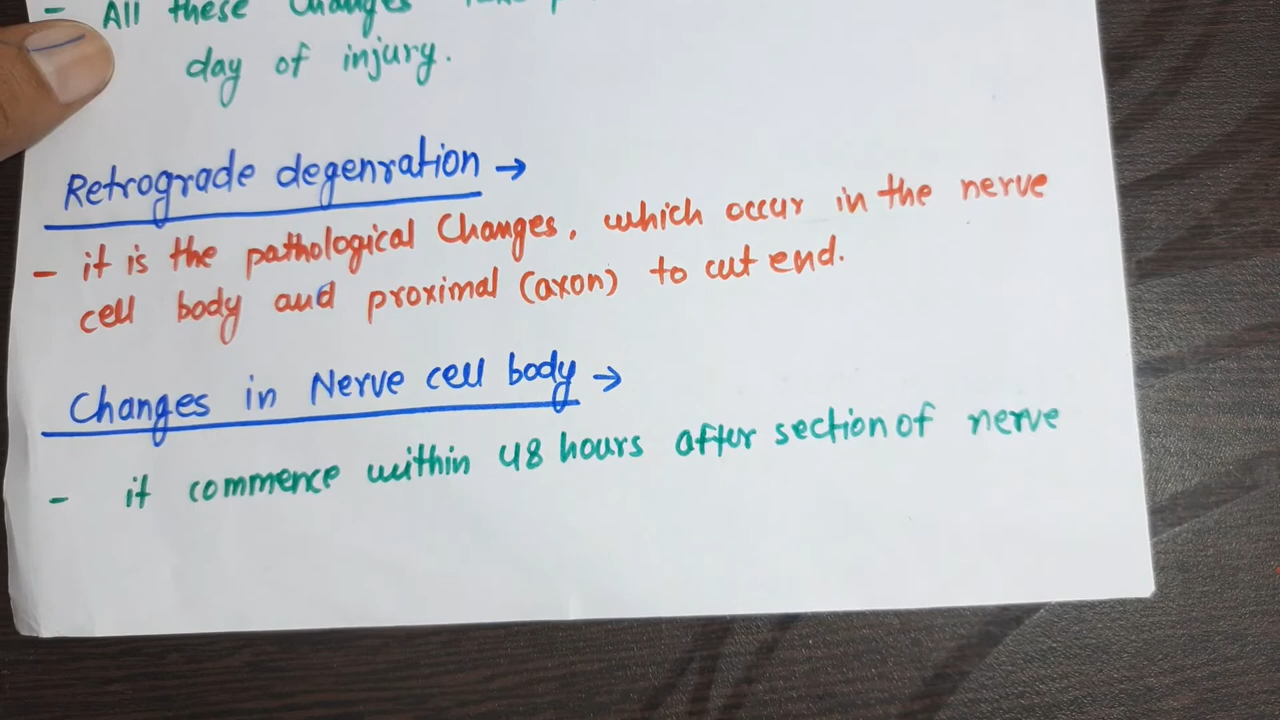 - All these Changes
day of injury.
Retrograde degenration →
- it is the pathological Changes, which occur in the nerve
cell body and proximal (axon) to cut end.
Changes in Nerve cell body →
- it commence within 48 hours after section of nerve